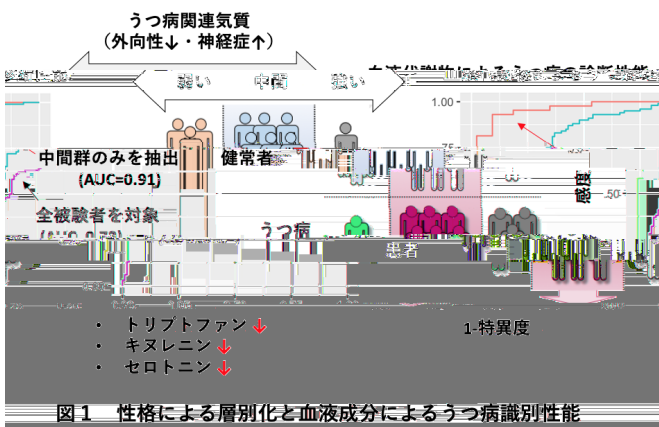 うつ病関連気質
（外向性↓・神経症↑）
弱い 中間 強い
1.00
中間群のみを抽出
(AUC=0.91)
健常者
全被験者を対象
感度
うつ病
患者
・ トリプトファン↓
・ キヌレニン↓
・ セロトニン↓
1-特異度
図1 性格による層別化と血液成分によるうつ病識別性能